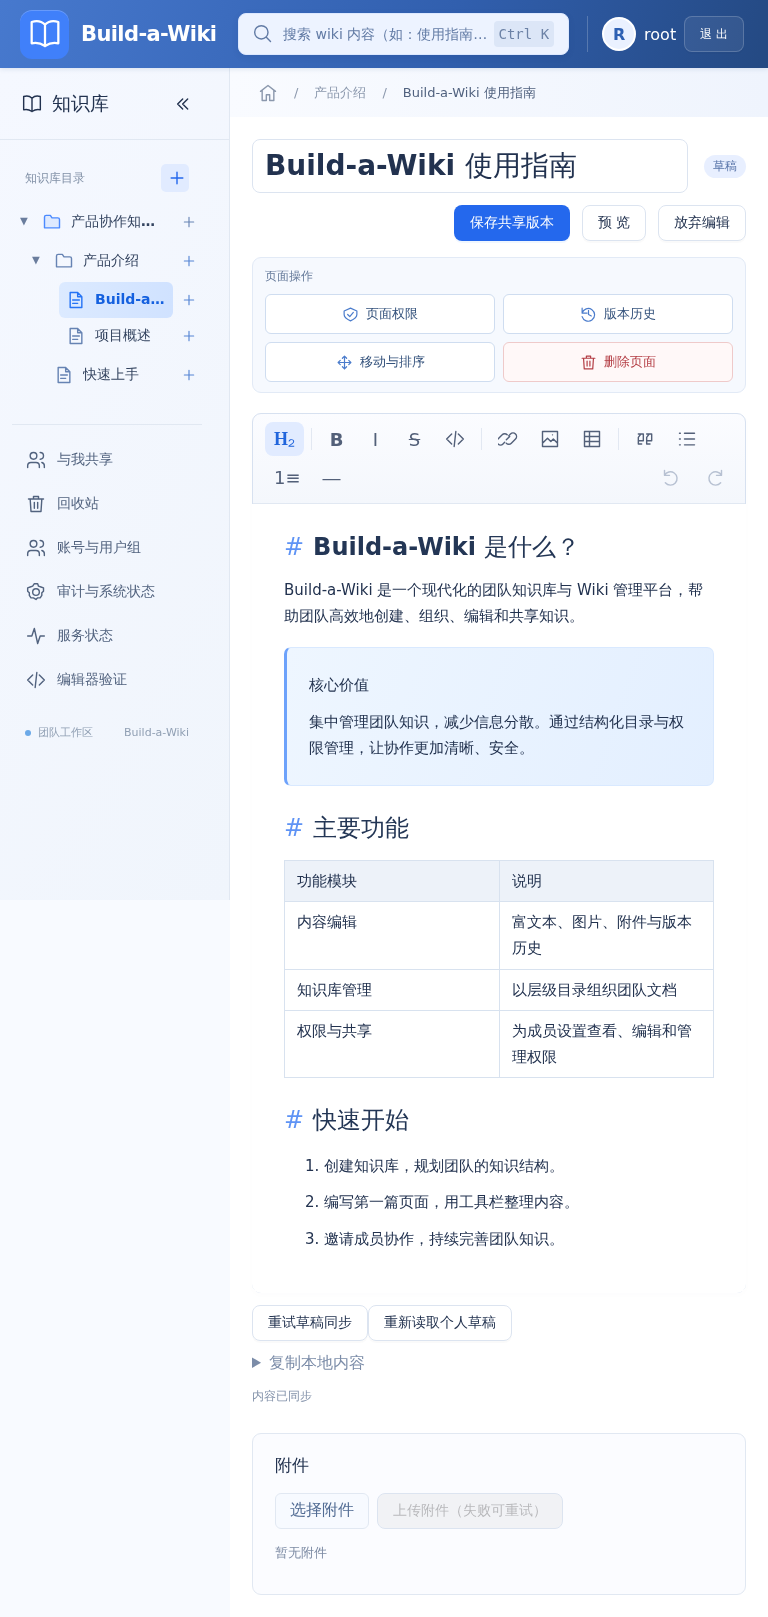 Build-a-Wiki
搜索 wiki 内容（如：使用指南… Ctrl K
R root 退 出
知识库
产品介绍 / Build-a-Wiki 使用指南
知识库目录
产品协作知…
产品介绍
Build-a…
项目概述
快速上手
与我共享
回收站
账号与用户组
审计与系统状态
服务状态
编辑器验证
团队工作区 Build-a-Wiki
Build-a-Wiki 使用指南
草稿
保存共享版本 预 览 放弃编辑
页面操作
页面权限 版本历史
移动与排序 删除页面
H₂ B I S
1≡ —
# Build-a-Wiki 是什么？
Build-a-Wiki 是一个现代化的团队知识库与 Wiki 管理平台，帮
助团队高效地创建、组织、编辑和共享知识。
核心价值
集中管理团队知识，减少信息分散。通过结构化目录与权
限管理，让协作更加清晰、安全。
# 主要功能
功能模块 说明
内容编辑 富文本、图片、附件与版本
历史
知识库管理 以层级目录组织团队文档
权限与共享 为成员设置查看、编辑和管
理权限
# 快速开始
1. 创建知识库，规划团队的知识结构。
2. 编写第一篇页面，用工具栏整理内容。
3. 邀请成员协作，持续完善团队知识。
重试草稿同步 重新读取个人草稿
复制本地内容
内容已同步
附件
选择附件 上传附件（失败可重试）
暂无附件